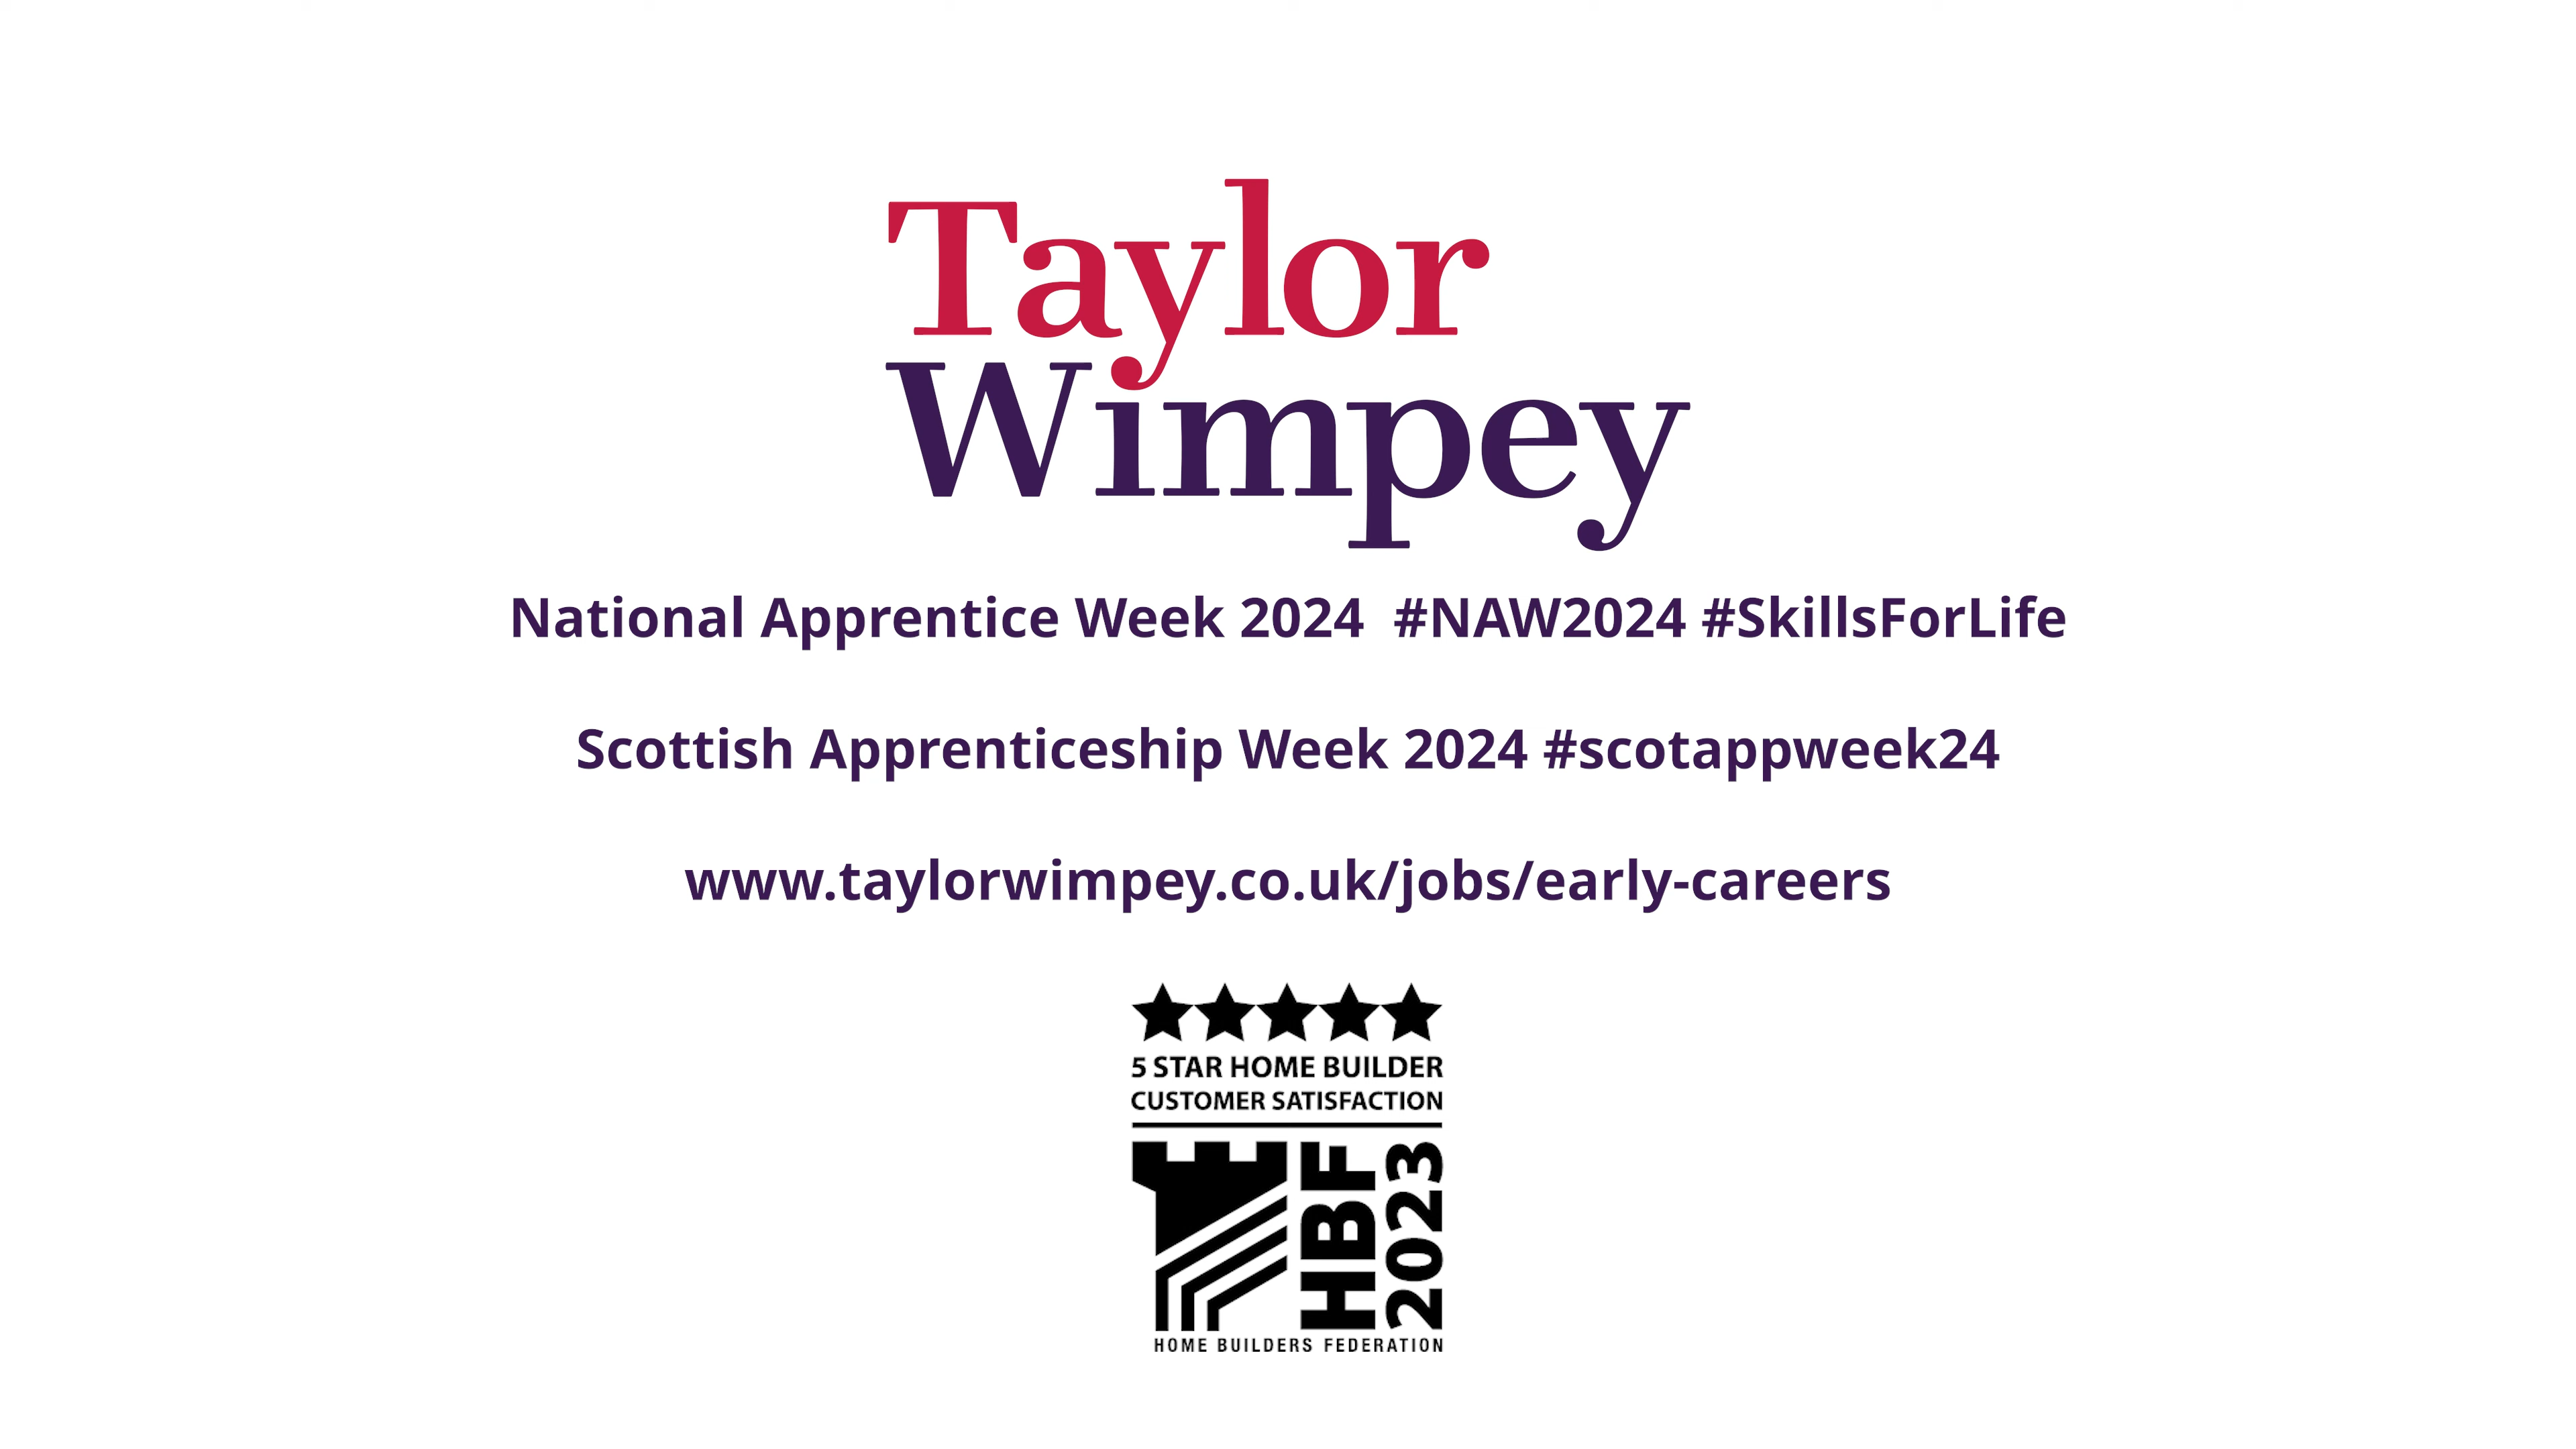 Taylor
Wimpey
National Apprentice Week 2024  #NAW2024 #SkillsForLife
Scottish Apprenticeship Week 2024 #scotappweek24
www.taylorwimpey.co.uk/jobs/early-careers
5 STAR HOME BUILDER
CUSTOMER SATISFACTION
HBF
2023
HOME BUILDERS FEDERATION